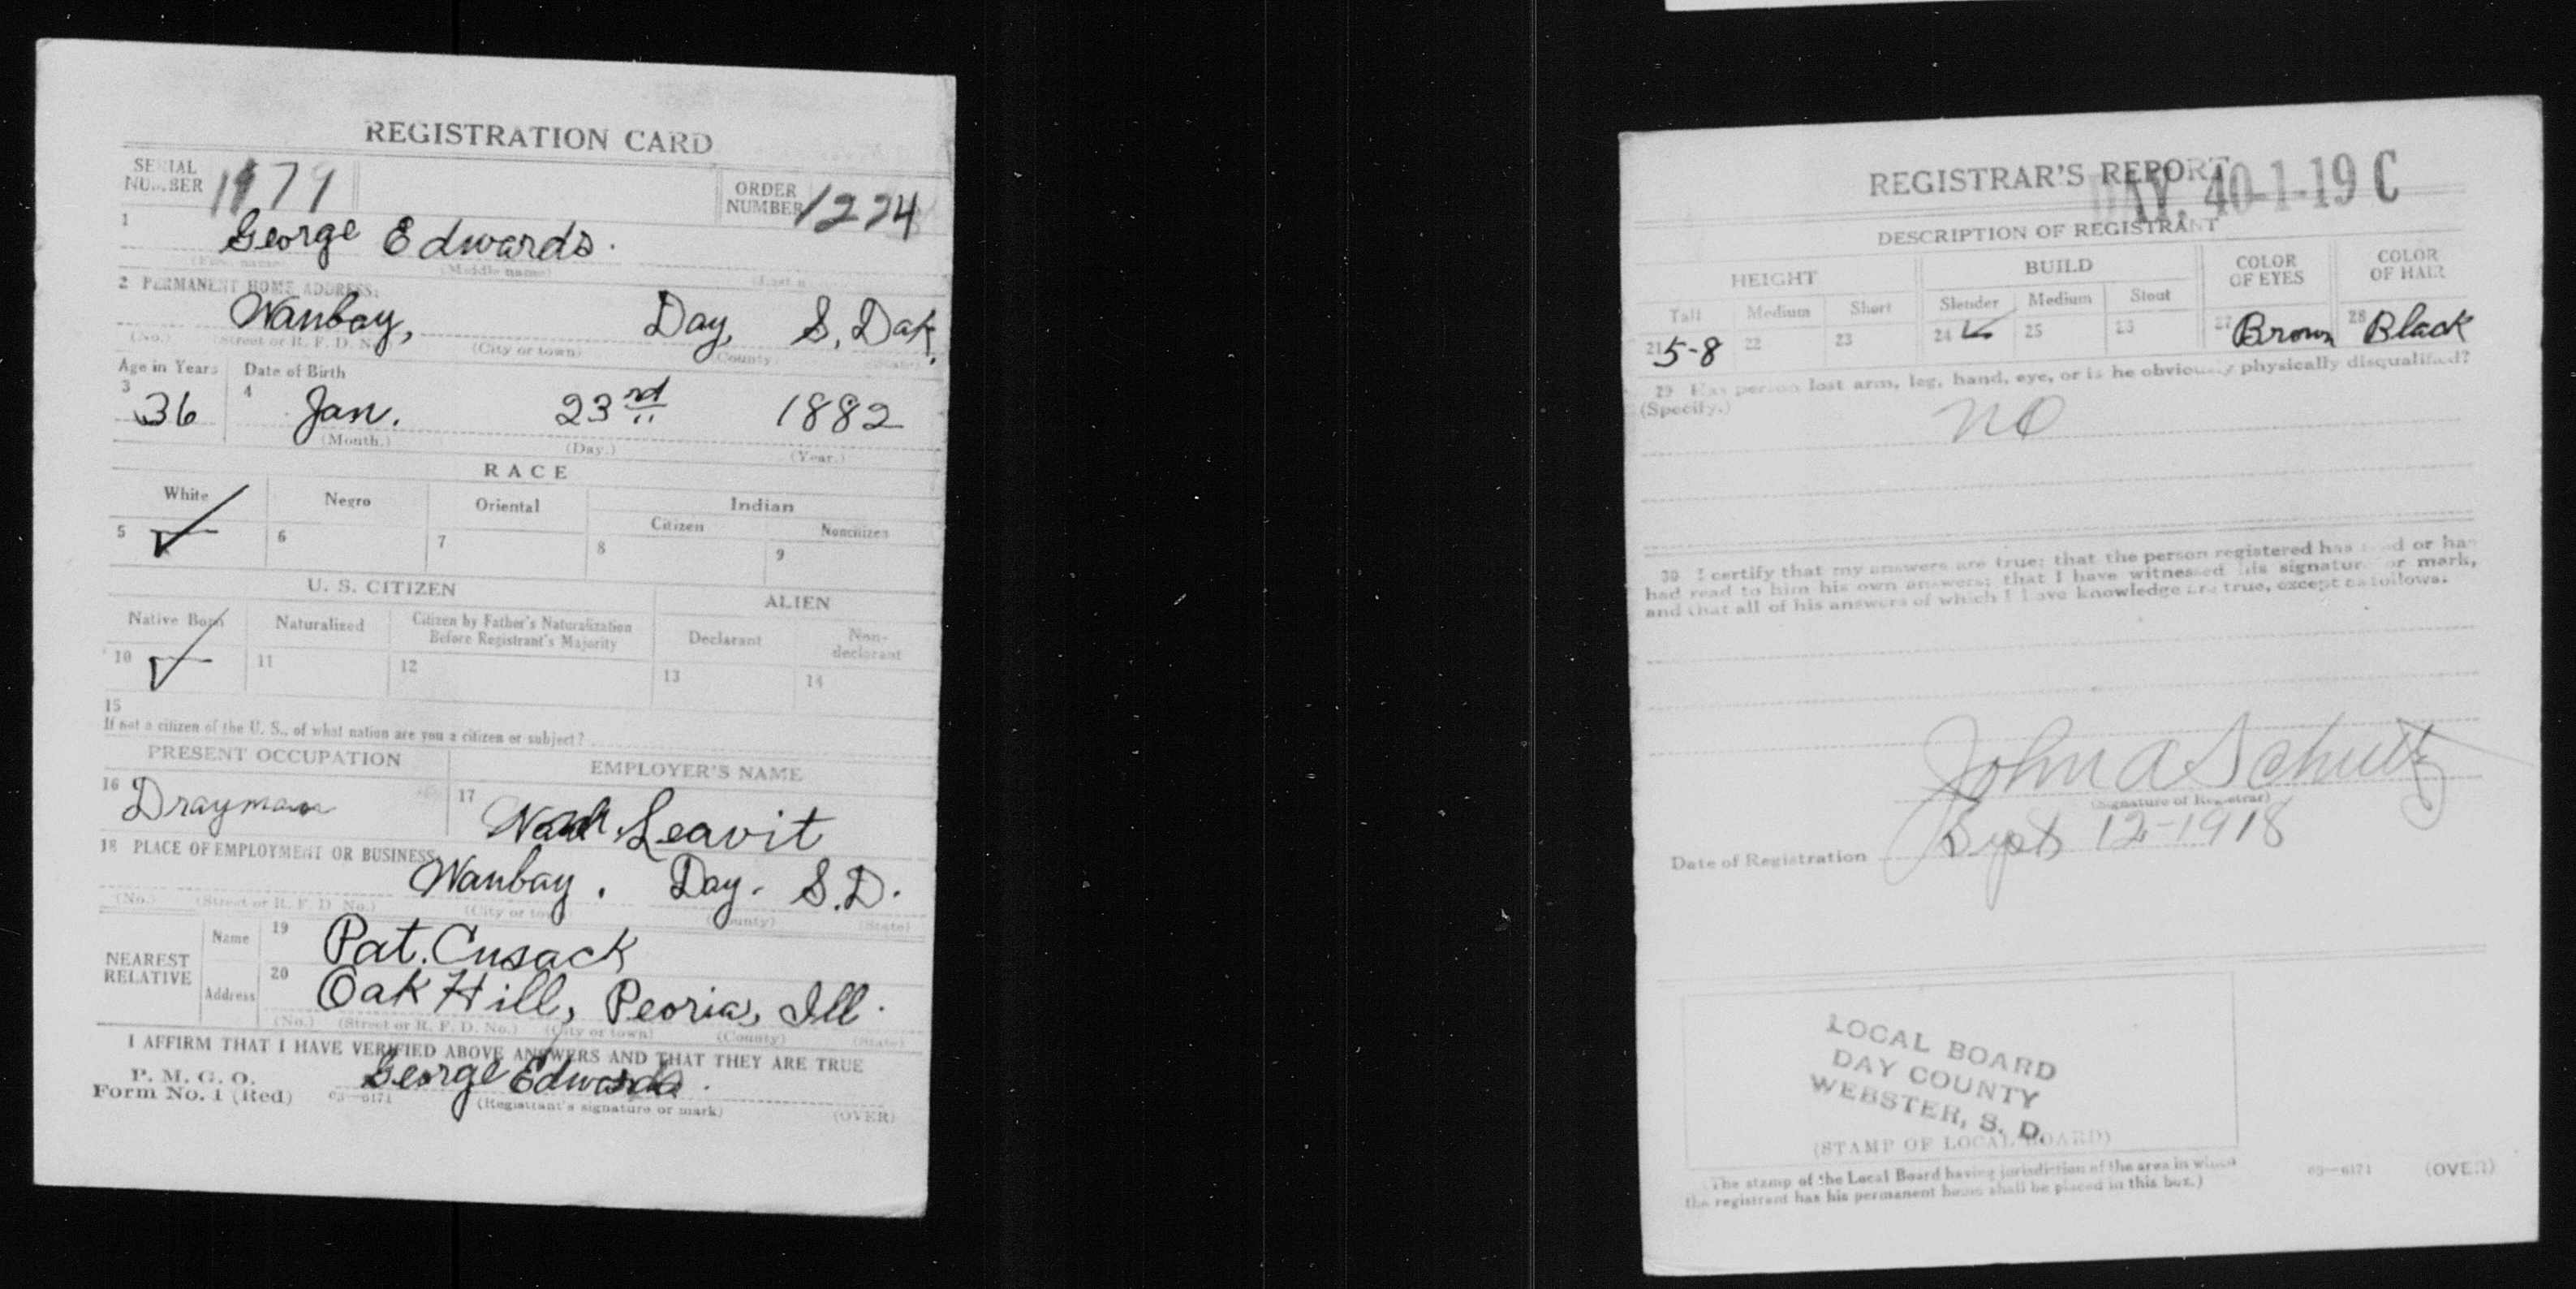 REGISTRATION CARD
SERIAL NUMBER 1179
ORDER NUMBER 1224
1 George Edwards.
(First name) (Middle name) (Last n
2 PERMANENT HOME ADDRESS:
Wanbay, Day, S, Dak.
(No.) (Street or R. F. D. N (City or town) (County) (State)
Age in Years Date of Birth
3 36 4 Jan. 23rd 1882
(Month.) (Day.) (Year.)
RACE
White Negro Oriental Indian
Citizen Noncitizen
5 ✓ 6 7 8 9
U. S. CITIZEN ALIEN
Native Born Naturalized Citizen by Father's Naturalization Before Registrant's Majority Declarant Non-declarant
10 ✓ 11 12 13 14
15
If not a citizen of the U. S., of what nation are you a citizen or subject?
PRESENT OCCUPATION EMPLOYER'S NAME
16 Drayman 17 Leavit
18 PLACE OF EMPLOYMENT OR BUSINESS:
Wanbay. Day. S.D.
(No.) (Street or R. F. D. No.) (City or to (County) (State)
NEAREST RELATIVE
Name 19 Pat. Cusack
Address 20 Oak Hill, Peoria, Ill.
(No.) (Street or R. F. D. No.) (City or town) (County) (State)
I AFFIRM THAT I HAVE VERIFIED ABOVE ANSWERS AND THAT THEY ARE TRUE
P. M. G. O.
Form No. 1 (Red) 03—6171 George Edwards.
(Registrant's signature or mark) (OVER)
REGISTRAR'S REPORT
DAY. 40-1-19 C
DESCRIPTION OF REGISTRANT
HEIGHT BUILD COLOR OF EYES COLOR OF HAIR
Tall Medium Short Slender Medium Stout
21 5-8 22 23 24 ✓ 25 26 27 Brown 28 Black
29 Has person lost arm, leg, hand, eye, or is he obviously physically disqualified?
(Specify.) no
30 I certify that my answers are true; that the person registered has read or has
had read to him his own answers; that I have witnessed his signature or mark,
and that all of his answers of which I have knowledge are true, except as follows:
John A Schultz
(Signature of Registrar)
Date of Registration Sept 12-1918
LOCAL BOARD
DAY COUNTY
WEBSTER, S. D.
(STAMP OF LOCAL BOARD)
(The stamp of the Local Board having jurisdiction of the area in which
the registrant has his permanent home shall be placed in this box.)
03—6171 (OVER)